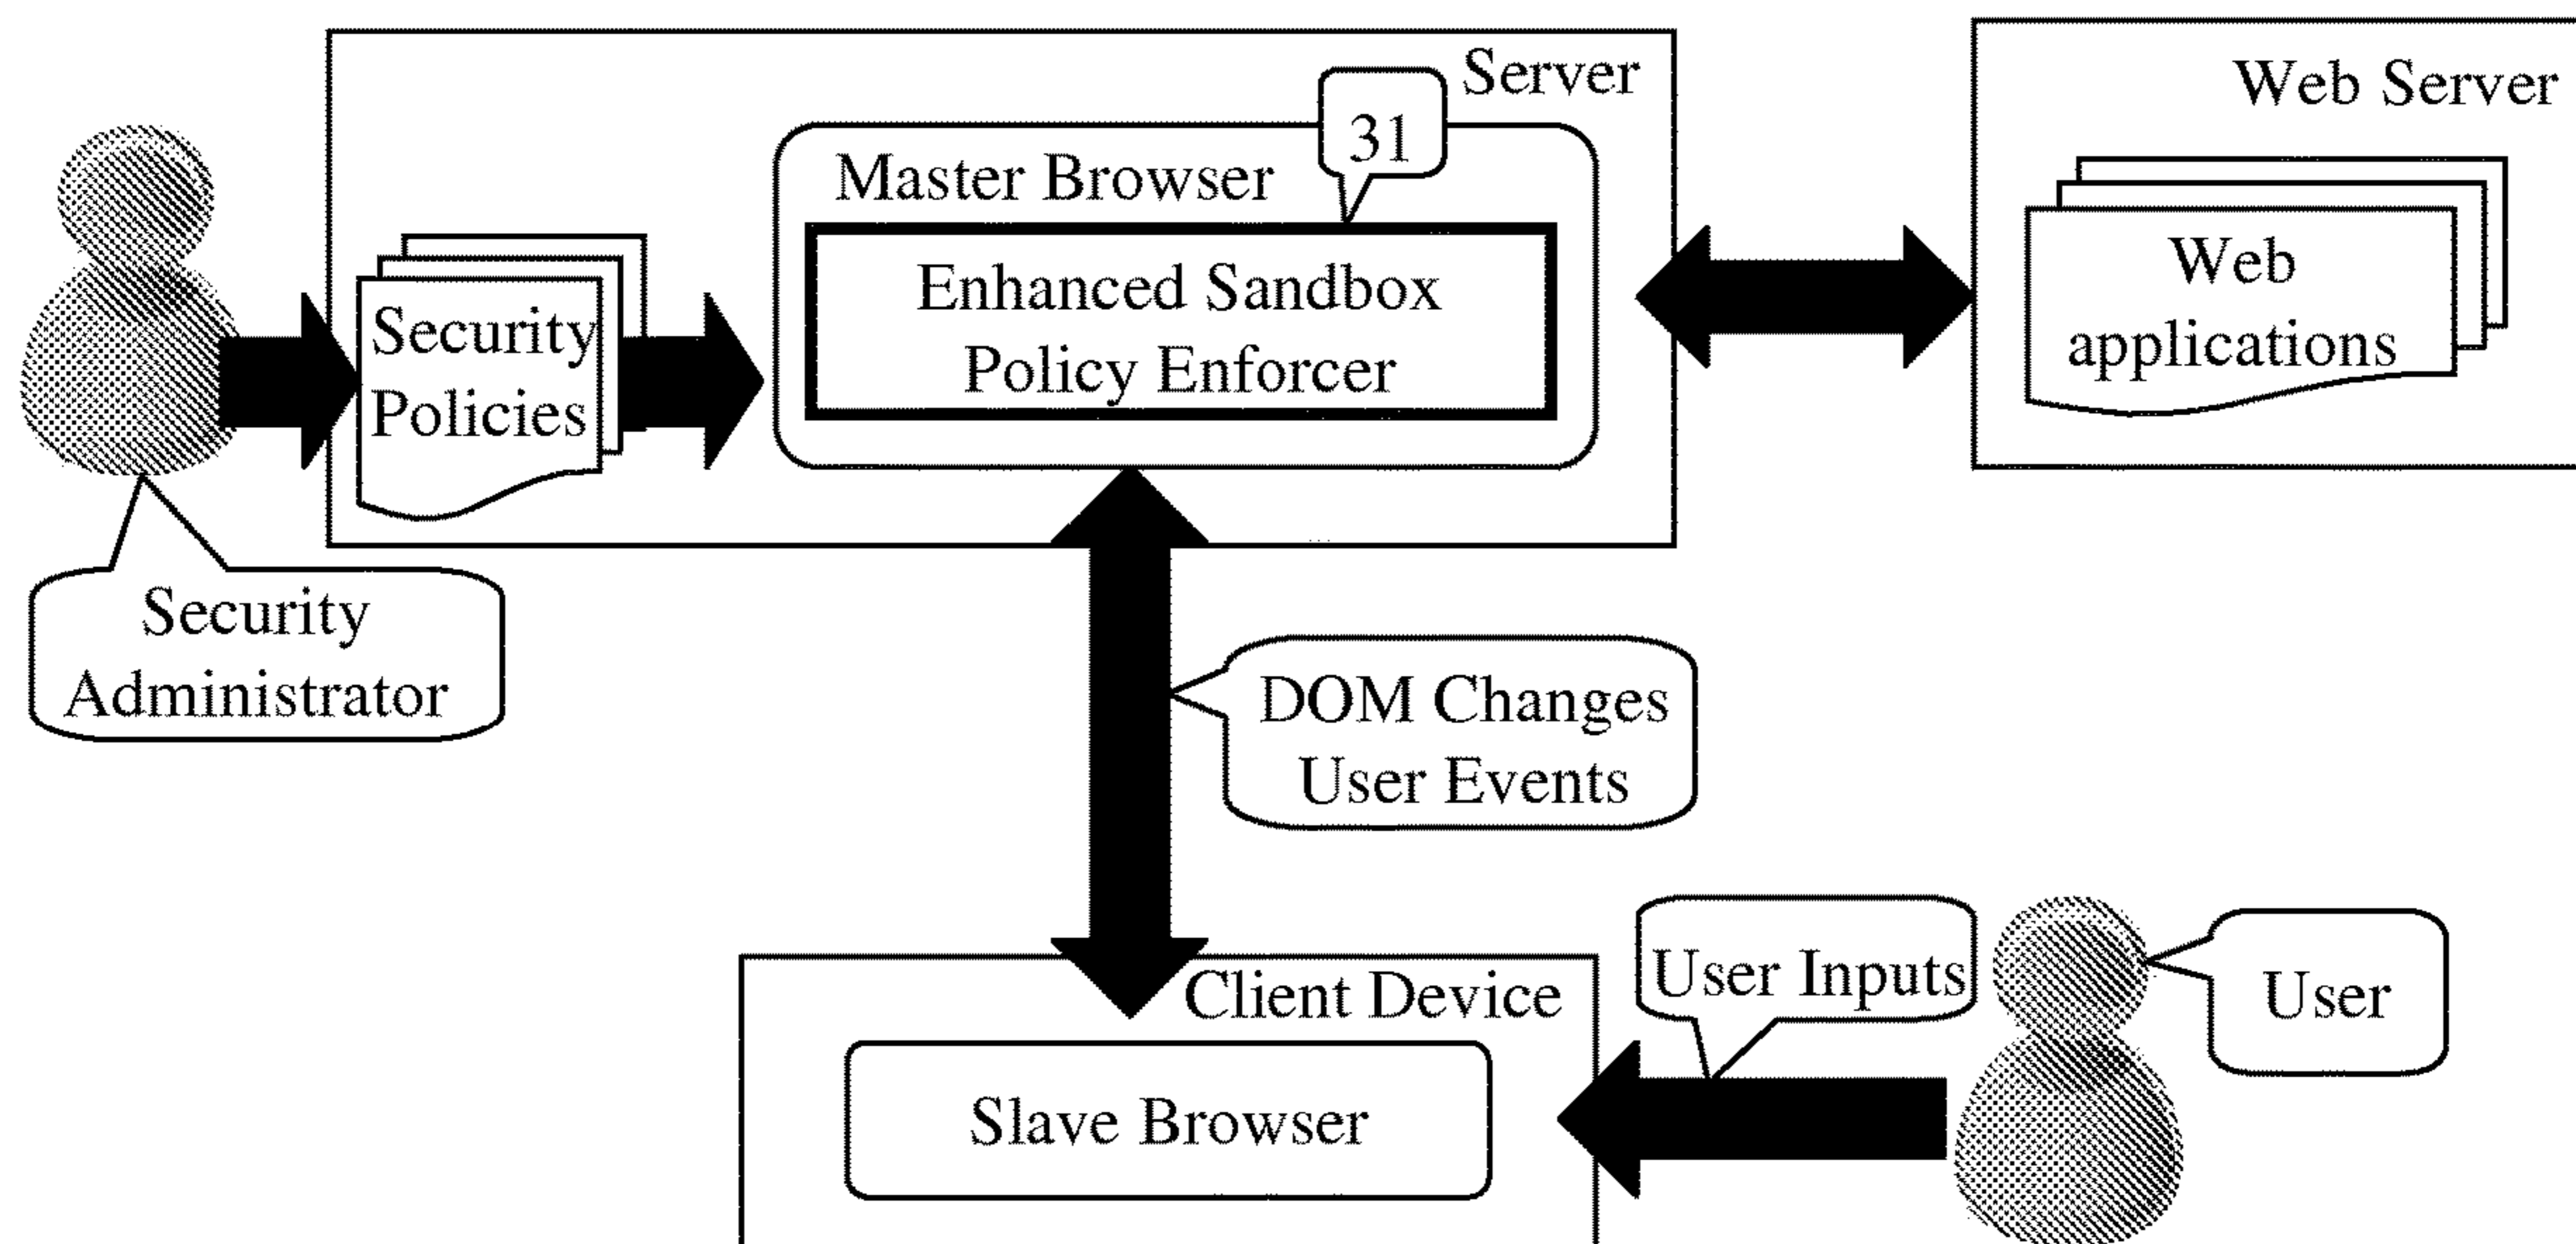 Server
Web Server
31
Master Browser
Enhanced Sandbox
Policy Enforcer
Security
Policies
Web
applications
Security
Administrator
DOM Changes
User Events
Client Device
User Inputs
User
Slave Browser